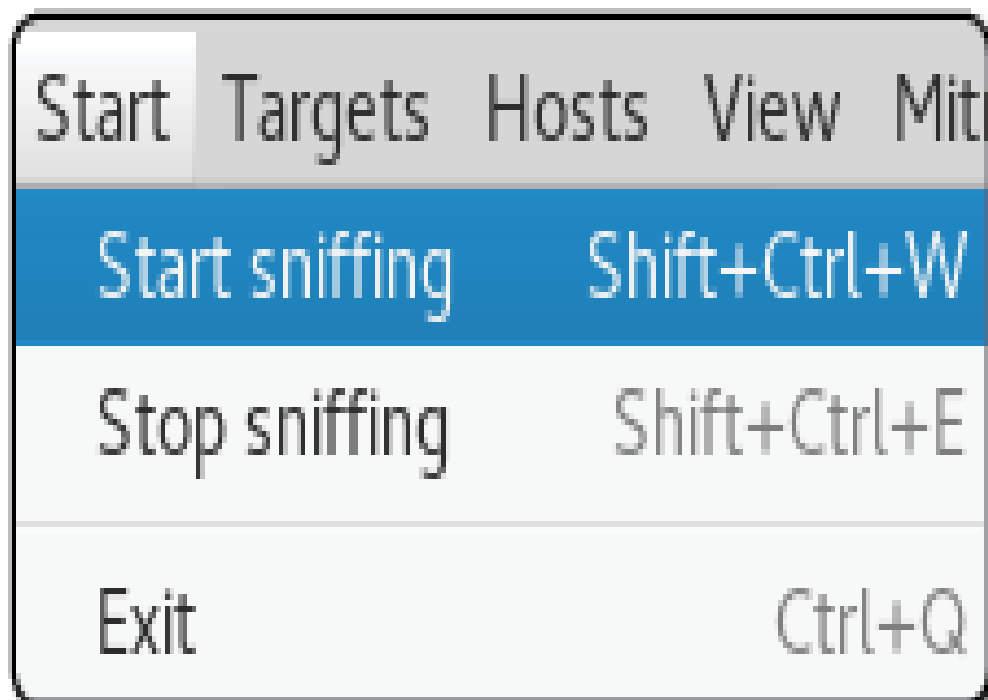 Start Targets Hosts View
Start sniffing Shift+Ctrl+W
Stop sniffing Shift+Ctrl+E
Exit Ctrl+Q